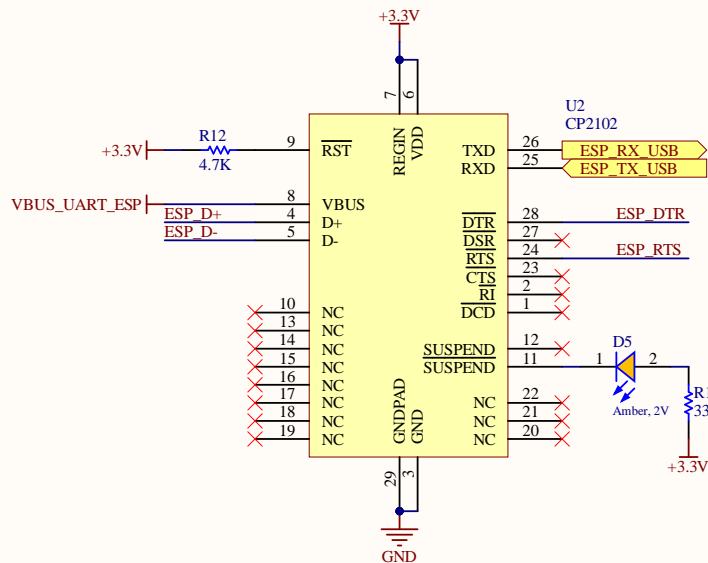 +3.3V
7
6
REGIN
VDD
U2
CP2102
R12
+3.3V
4.7K
9
RST
TXD
26
ESP_RX_USB
RXD
25
ESP_TX_USB
VBUS_UART_ESP
8
VBUS
ESP_D+
4
D+
ESP_D-
5
D-
DTR
28
ESP_DTR
DSR
27
RTS
24
ESP_RTS
CTS
23
RI
2
DCD
1
10
NC
13
NC
14
NC
15
NC
16
NC
17
NC
18
NC
19
NC
SUSPEND
12
SUSPEND
11
NC
22
NC
21
NC
20
D5
1
2
Amber, 2V
+3.3V
GNDPAD
GND
29
3
GND